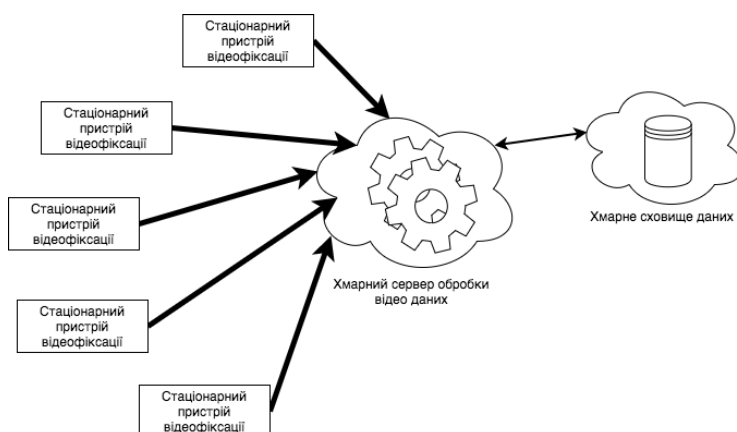 Стаціонарний
пристрій
відеофіксації
Стаціонарний
пристрій
відеофіксації
Стаціонарний
пристрій
відеофіксації
Стаціонарний
пристрій
відеофіксації
Стаціонарний
пристрій
відеофіксації
Хмарний сервер обробки
відео даних
Хмарне сховище даних